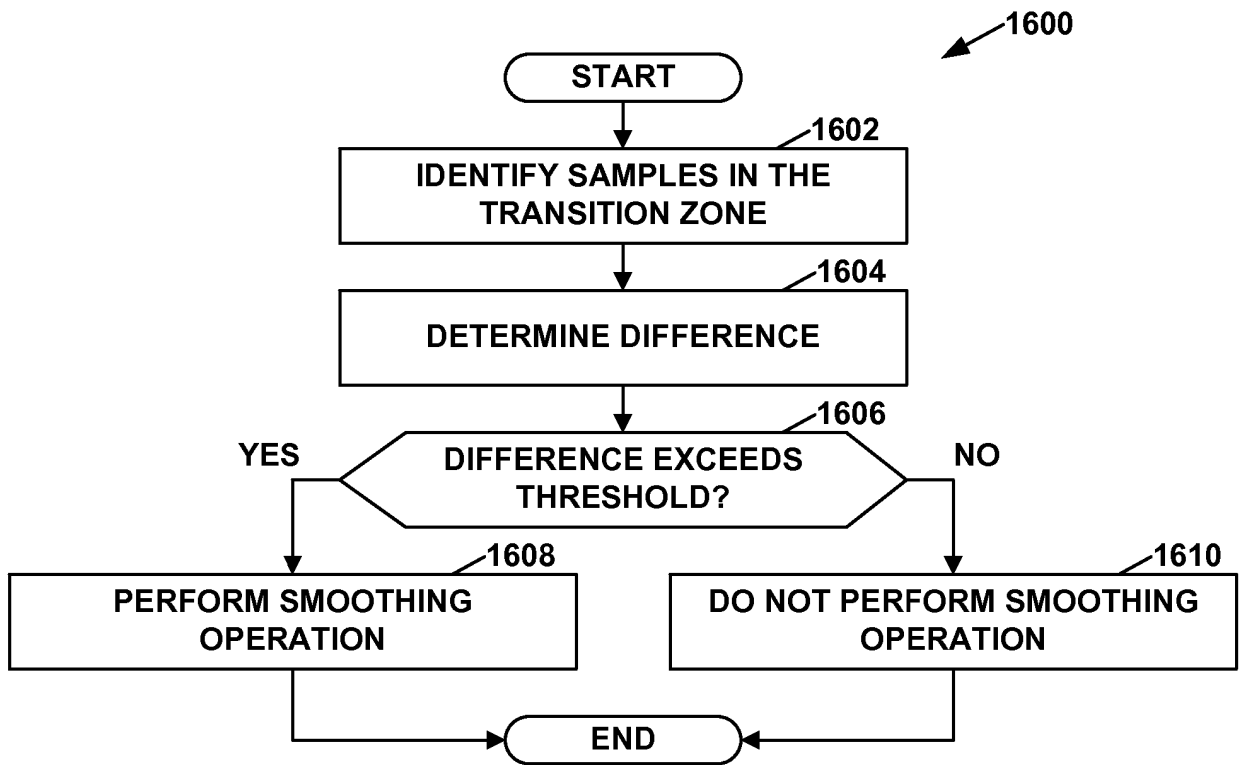 1600
START
1602
IDENTIFY SAMPLES IN THE
TRANSITION ZONE
1604
DETERMINE DIFFERENCE
1606
YES
DIFFERENCE EXCEEDS
THRESHOLD?
NO
1608
PERFORM SMOOTHING
OPERATION
1610
DO NOT PERFORM SMOOTHING
OPERATION
END